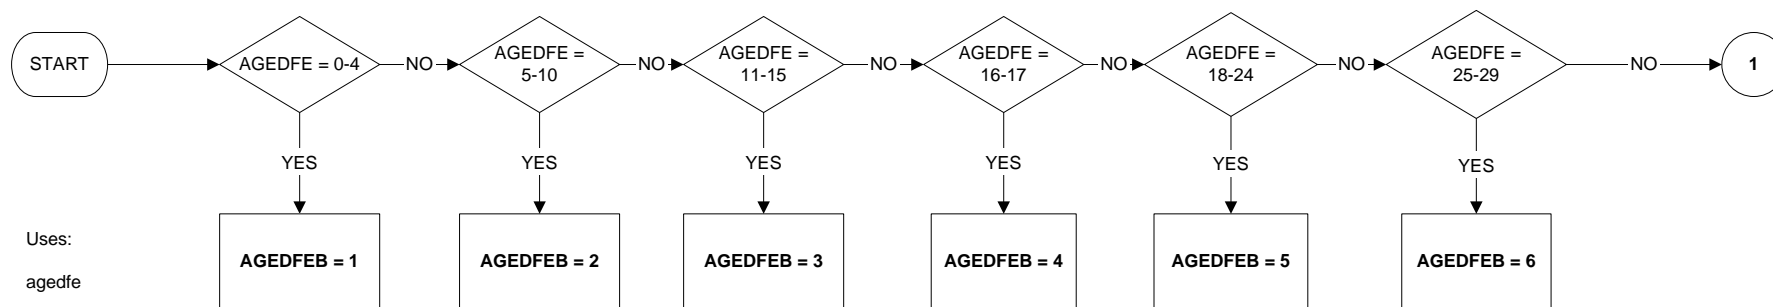 START
AGEDFE = 0-4
NO
AGEDFE =
5-10
NO
AGEDFE =
11-15
NO
AGEDFE =
16-17
NO
AGEDFE =
18-24
NO
AGEDFE =
25-29
NO
1
YES
YES
YES
YES
YES
YES
Uses:
agedfe
AGEDFEB = 1
AGEDFEB = 2
AGEDFEB = 3
AGEDFEB = 4
AGEDFEB = 5
AGEDFEB = 6